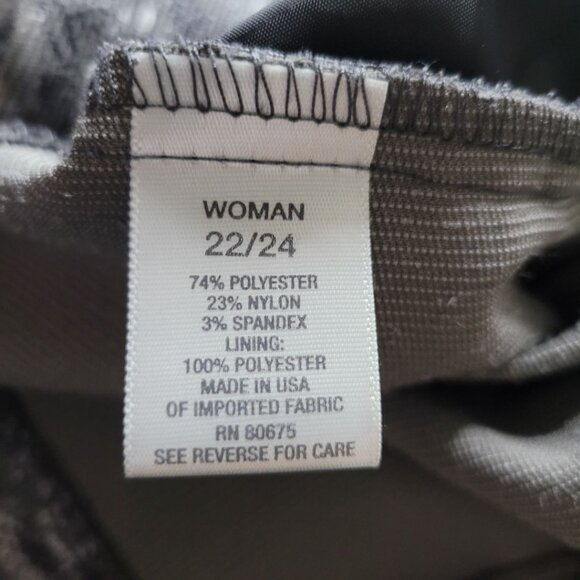 WOMAN
22/24
74% POLYESTER
23% NYLON
3% SPANDEX
LINING:
100% POLYESTER
MADE IN USA
OF IMPORTED FABRIC
RN 80675
SEE REVERSE FOR CARE